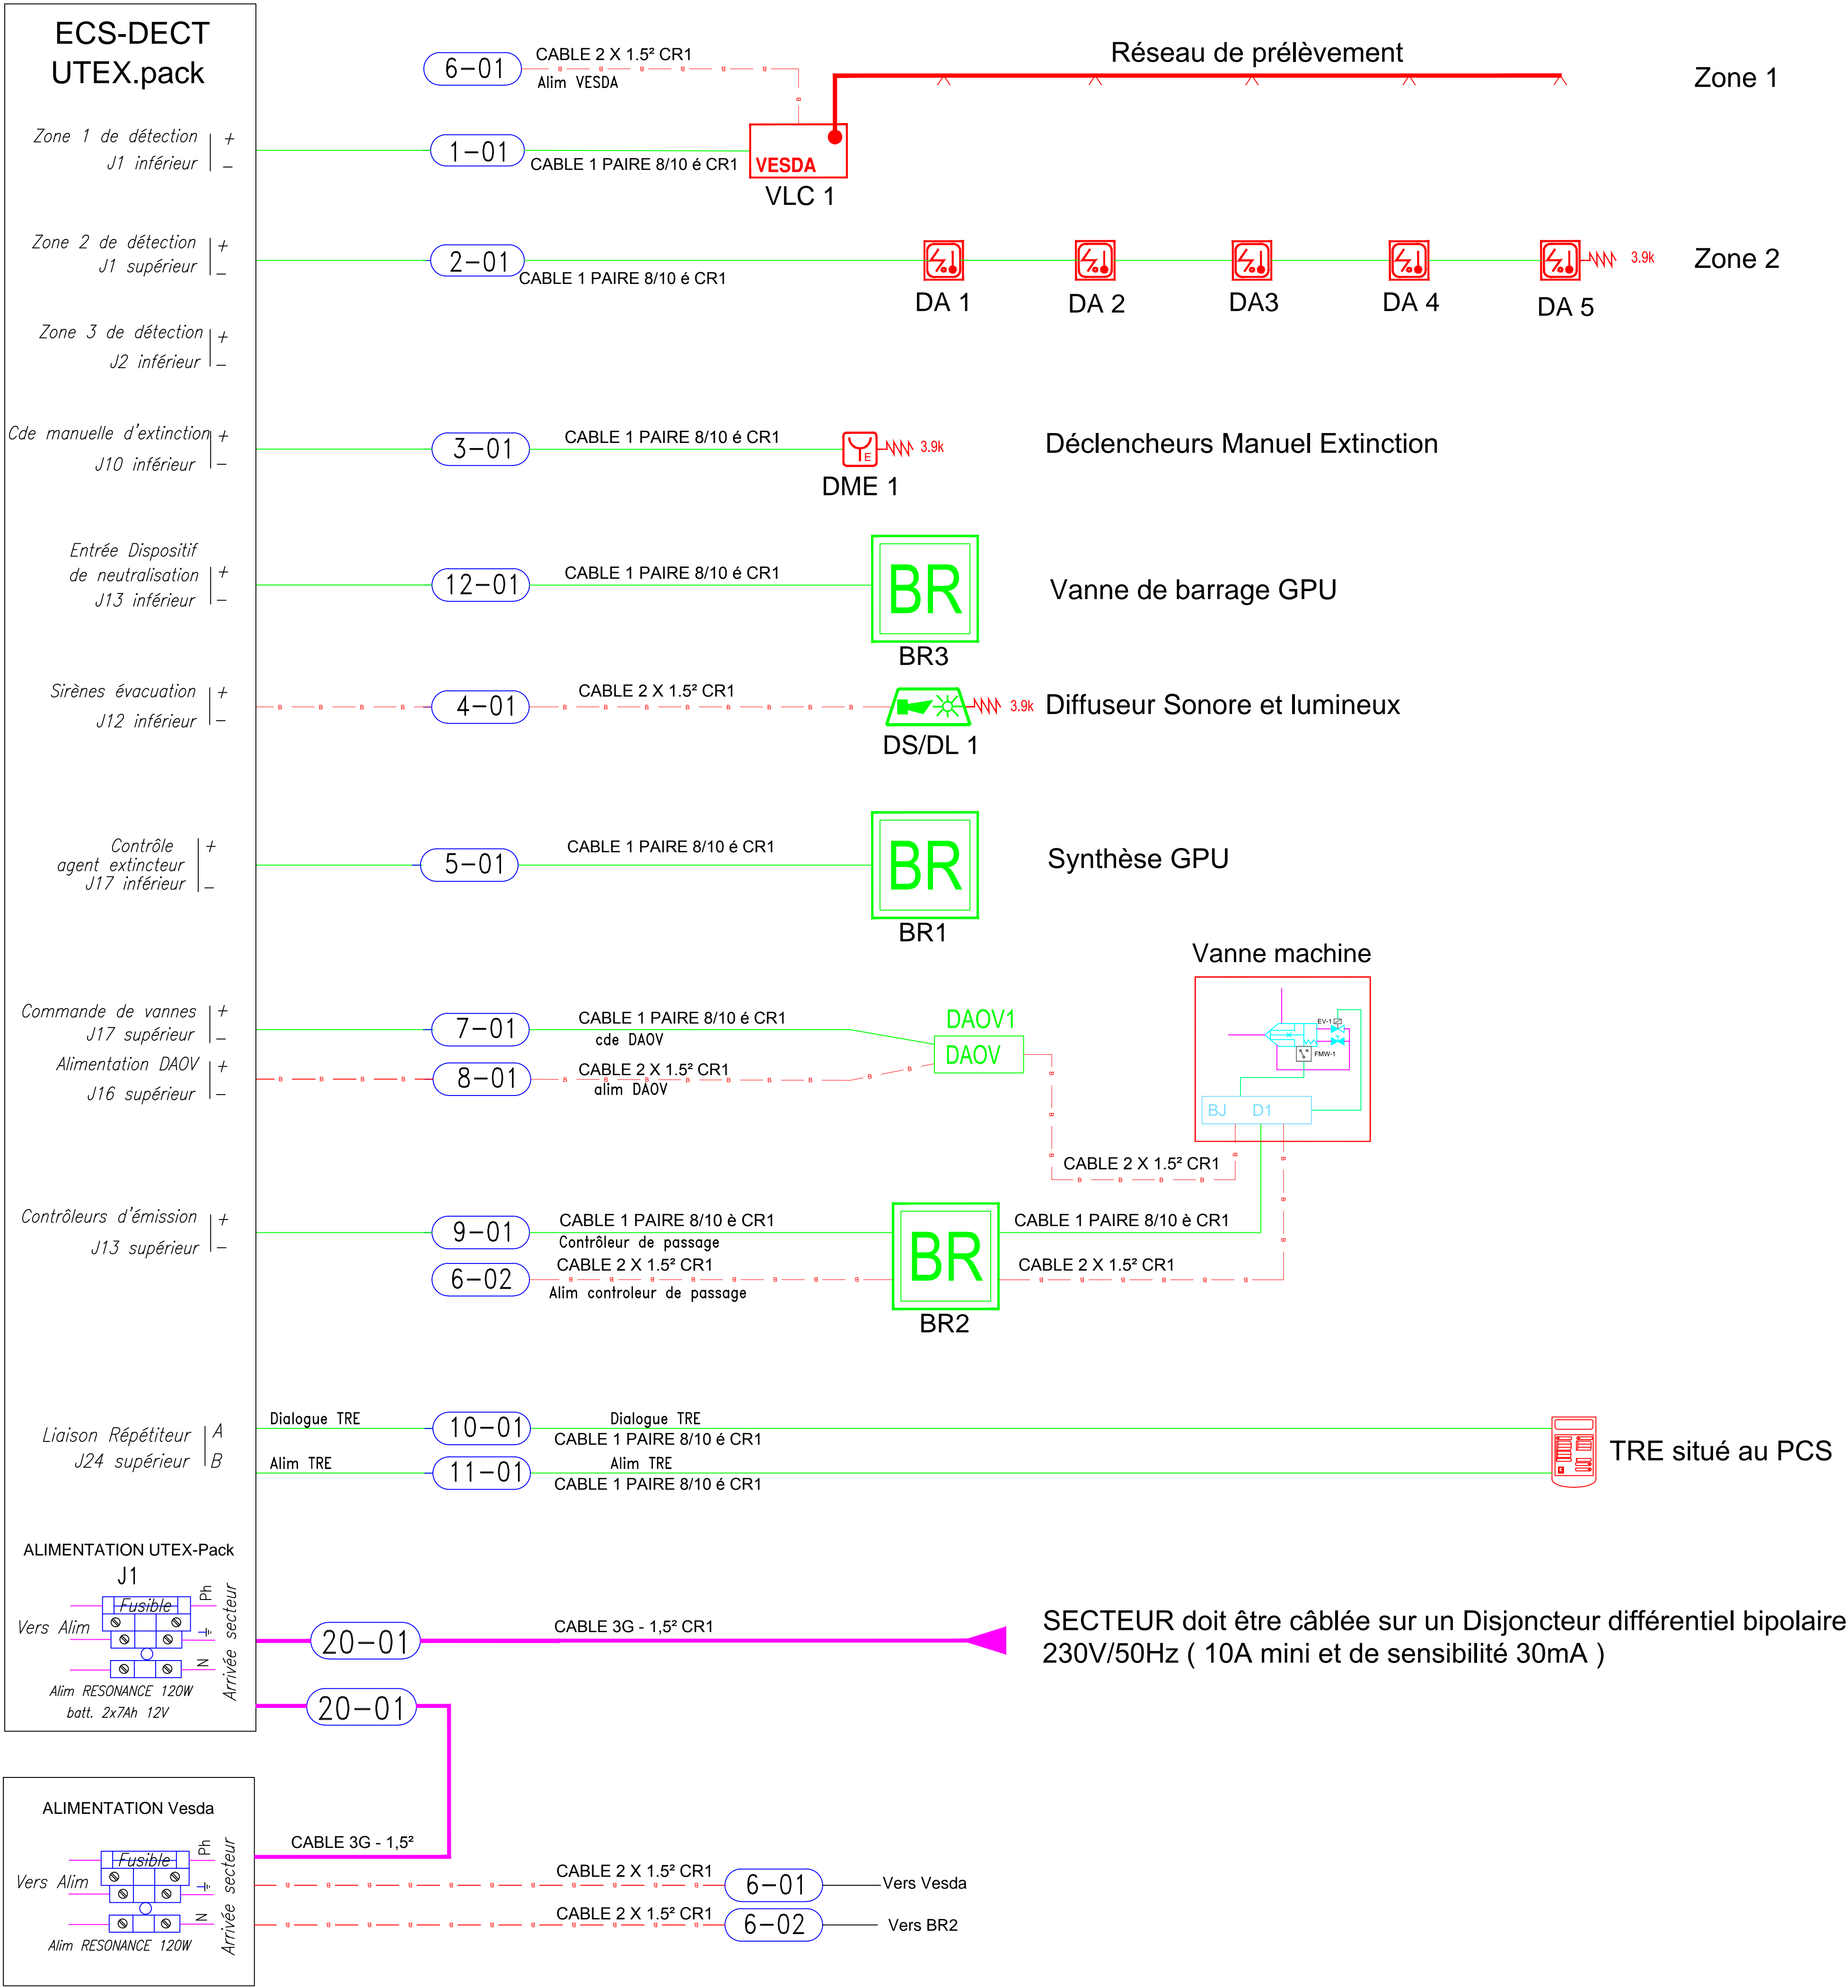 ECS-DECT
UTEX.pack
6-01
CABLE 2 X 1.5² CR1
Alim VESDA
B B B B B
Réseau de prélèvement
Zone 1
Zone 1 de détection +
J1 inférieur –
1-01
CABLE 1 PAIRE 8/10 é CR1
VESDA
VLC 1
Zone 2 de détection +
J1 supérieur –
2-01
CABLE 1 PAIRE 8/10 é CR1
3.9k
Zone 2
DA 1
DA 2
DA3
DA 4
DA 5
Zone 3 de détection +
J2 inférieur –
Cde manuelle d'extinction +
J10 inférieur –
3-01
CABLE 1 PAIRE 8/10 é CR1
E
3.9k
DME 1
Déclencheurs Manuel Extinction
Entrée Dispositif
de neutralisation +
J13 inférieur –
12-01
CABLE 1 PAIRE 8/10 é CR1
BR
BR3
Vanne de barrage GPU
Sirènes évacuation +
J12 inférieur –
4-01
CABLE 2 X 1.5² CR1
3.9k
DS/DL 1
Diffuseur Sonore et lumineux
Contrôle +
agent extincteur
J17 inférieur –
5-01
CABLE 1 PAIRE 8/10 é CR1
BR
BR1
Synthèse GPU
Vanne machine
EV-1
FMW-1
BJ D1
Commande de vannes +
J17 supérieur –
7-01
CABLE 1 PAIRE 8/10 é CR1
cde DAOV
DAOV1
DAOV
Alimentation DAOV +
J16 supérieur –
8-01
CABLE 2 X 1.5² CR1
alim DAOV
CABLE 2 X 1.5² CR1
Contrôleurs d'émission +
J13 supérieur –
9-01
CABLE 1 PAIRE 8/10 è CR1
Contrôleur de passage
6-02
CABLE 2 X 1.5² CR1
Alim controleur de passage
BR
BR2
CABLE 1 PAIRE 8/10 è CR1
CABLE 2 X 1.5² CR1
Liaison Répétiteur A
J24 supérieur B
Dialogue TRE
10-01
Dialogue TRE
CABLE 1 PAIRE 8/10 é CR1
Alim TRE
11-01
Alim TRE
CABLE 1 PAIRE 8/10 é CR1
TRE situé au PCS
ALIMENTATION UTEX-Pack
J1
Fusible
Ph
Vers Alim
N
Arrivée secteur
Alim RESONANCE 120W
batt. 2x7Ah 12V
20-01
CABLE 3G - 1,5² CR1
SECTEUR doit être câblée sur un Disjoncteur différentiel bipolaire
230V/50Hz ( 10A mini et de sensibilité 30mA )
20-01
ALIMENTATION Vesda
Fusible
Ph
Vers Alim
N
Arrivée secteur
Alim RESONANCE 120W
CABLE 3G - 1,5²
CABLE 2 X 1.5² CR1
6-01
Vers Vesda
CABLE 2 X 1.5² CR1
6-02
Vers BR2